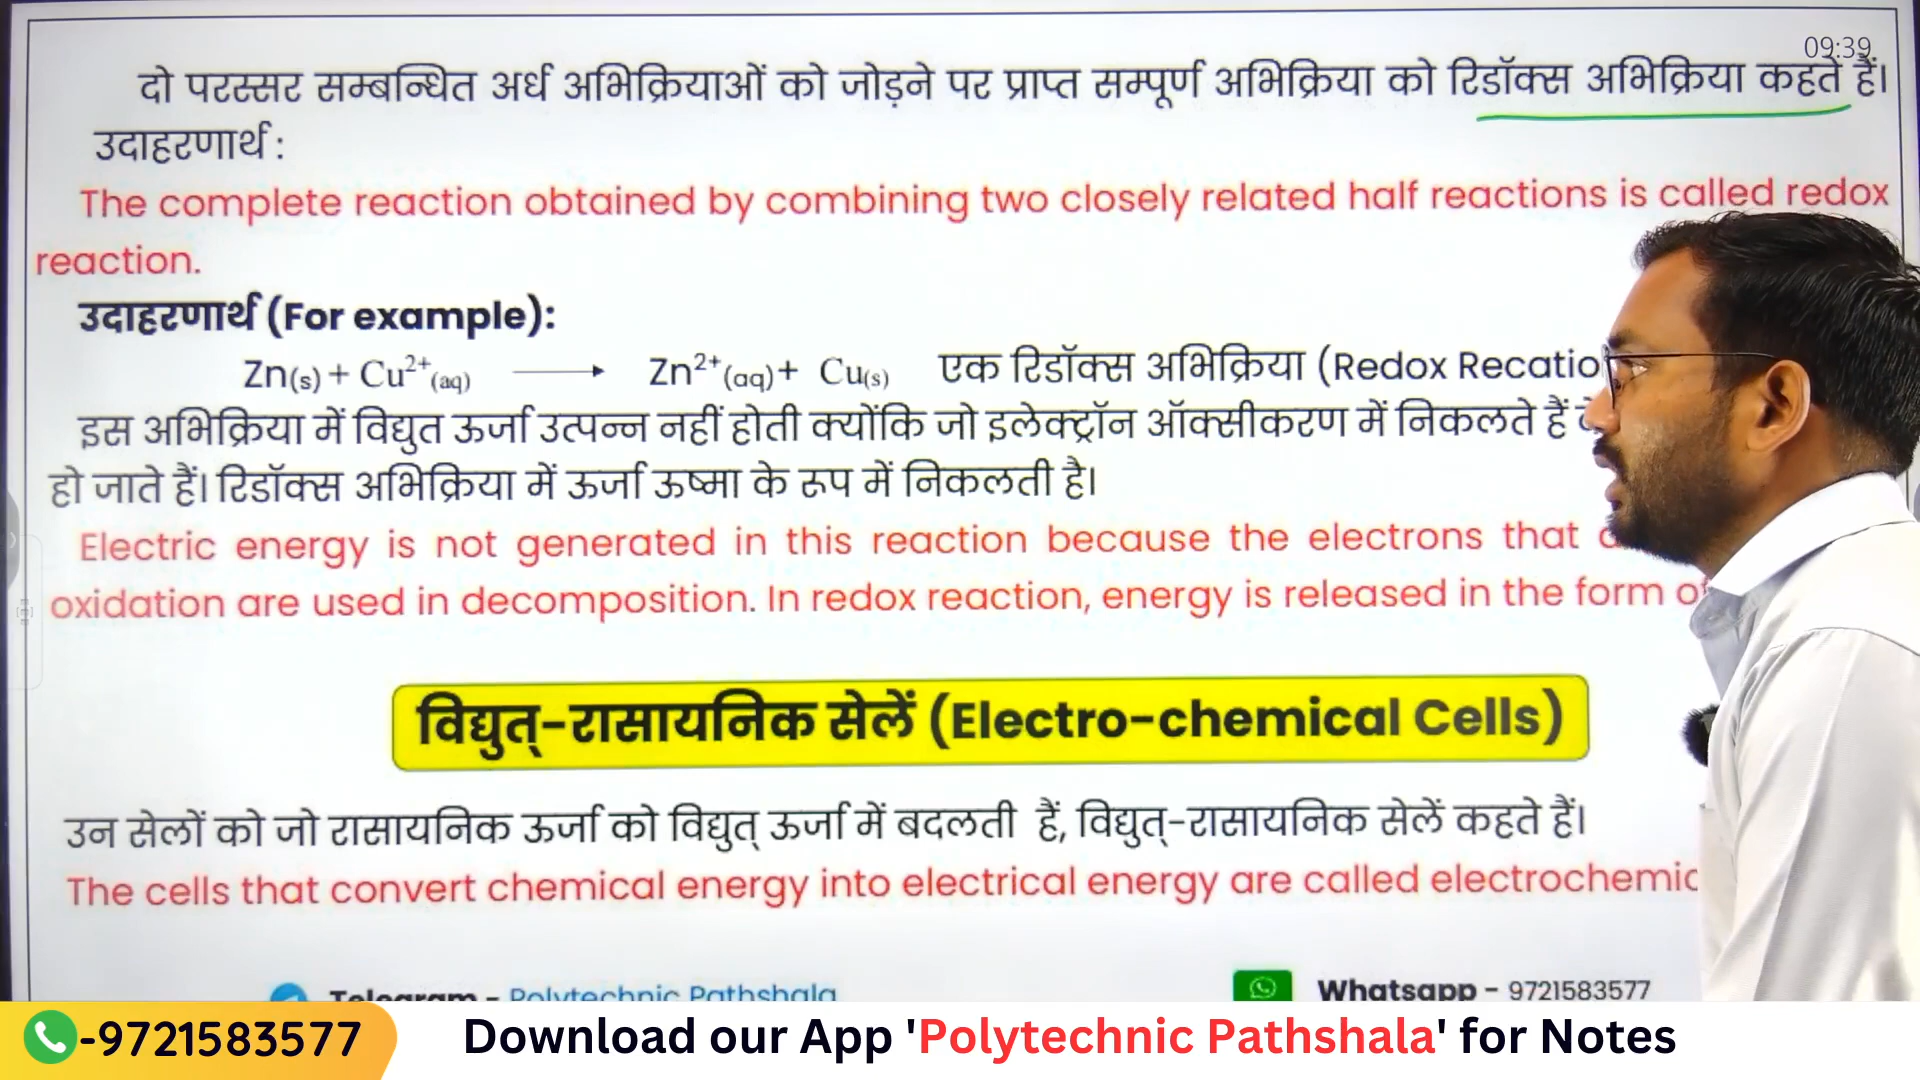 09:39
दो परस्सर सम्बन्धित अर्ध अभिक्रियाओं को जोड़ने पर प्राप्त सम्पूर्ण अभिक्रिया को रिडॉक्स अभिक्रिया कहते हैं।
उदाहरणार्थ :
The complete reaction obtained by combining two closely related half reactions is called redox
reaction.
उदाहरणार्थ (For example):
Zn(s) + Cu²⁺(aq) ⟶ Zn²⁺(aq) + Cu(s) एक रिडॉक्स अभिक्रिया (Redox Recatio
इस अभिक्रिया में विद्युत ऊर्जा उत्पन्न नहीं होती क्योंकि जो इलेक्ट्रॉन ऑक्सीकरण में निकलते हैं
हो जाते हैं। रिडॉक्स अभिक्रिया में ऊर्जा ऊष्मा के रूप में निकलती है।
Electric energy is not generated in this reaction because the electrons that
oxidation are used in decomposition. In redox reaction, energy is released in the form of
विद्युत्-रासायनिक सेलें (Electro-chemical Cells)
उन सेलों को जो रासायनिक ऊर्जा को विद्युत् ऊर्जा में बदलती हैं, विद्युत्-रासायनिक सेलें कहते हैं।
The cells that convert chemical energy into electrical energy are called electrochemic
Telegram - Polytechnic Pathshala
Whatsapp - 9721583577
-9721583577
Download our App 'Polytechnic Pathshala' for Notes